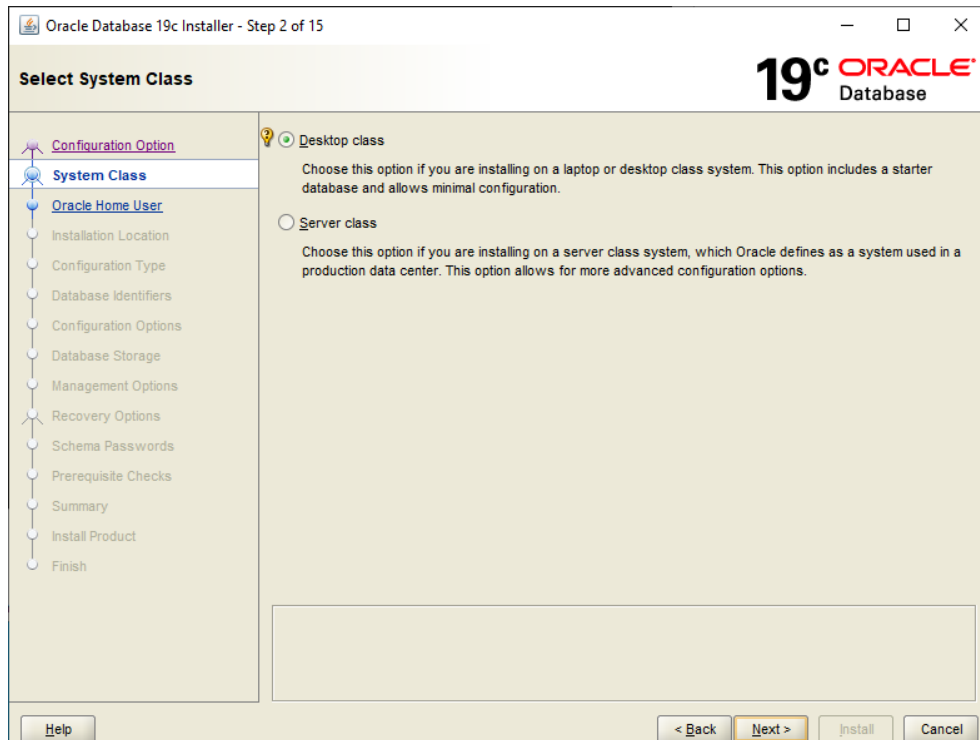 Oracle Database 19c Installer - Step 2 of 15
Select System Class
19c ORACLE
Database
Configuration Option
System Class
Oracle Home User
Installation Location
Configuration Type
Database Identifiers
Configuration Options
Database Storage
Management Options
Recovery Options
Schema Passwords
Prerequisite Checks
Summary
Install Product
Finish
Desktop class
Choose this option if you are installing on a laptop or desktop class system. This option includes a starter
database and allows minimal configuration.
Server class
Choose this option if you are installing on a server class system, which Oracle defines as a system used in a
production data center. This option allows for more advanced configuration options.
Help
< Back
Next >
Install
Cancel